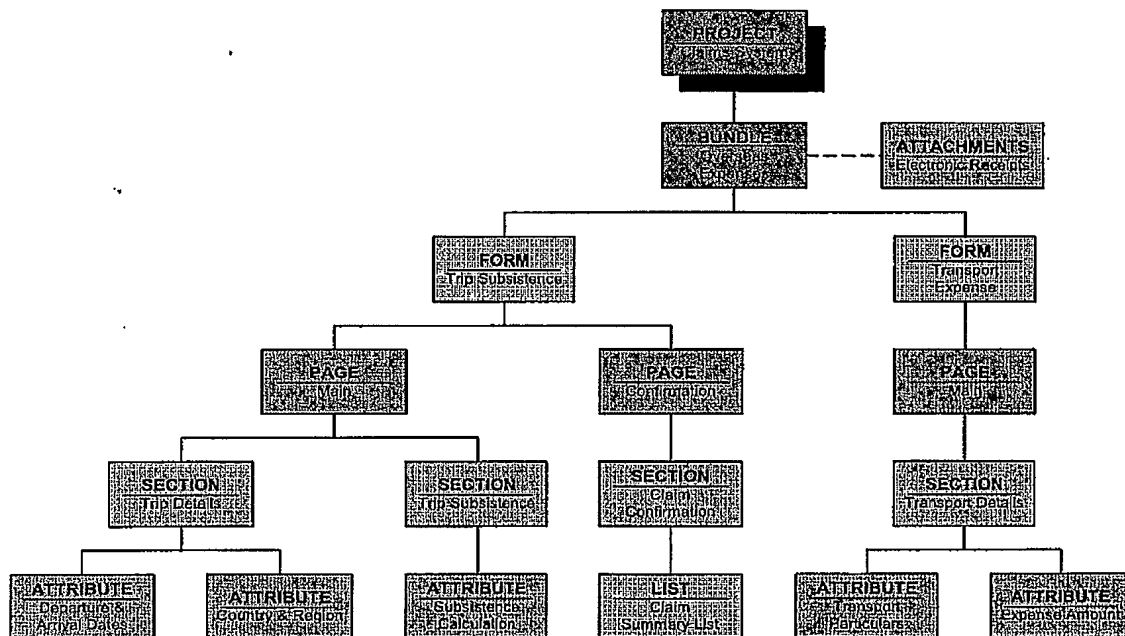 PROJECT
Claims System
BUNDLE
Overseas
Expense
ATTACHMENTS
Electronic Receipts
FORM
Trip Subsistence
FORM
Transport
Expense
PAGE
Main
PAGE
Confirmation
PAGE
Main
SECTION
Trip Details
SECTION
Trip Subsistence
SECTION
Claim
Confirmation
SECTION
Transport Details
ATTRIBUTE
Departure &
Arrival Dates
ATTRIBUTE
Country & Region
ATTRIBUTE
Subsistence
Calculation
LIST
Claim
Summary List
ATTRIBUTE
Transport
Particulars
ATTRIBUTE
Expense Amount